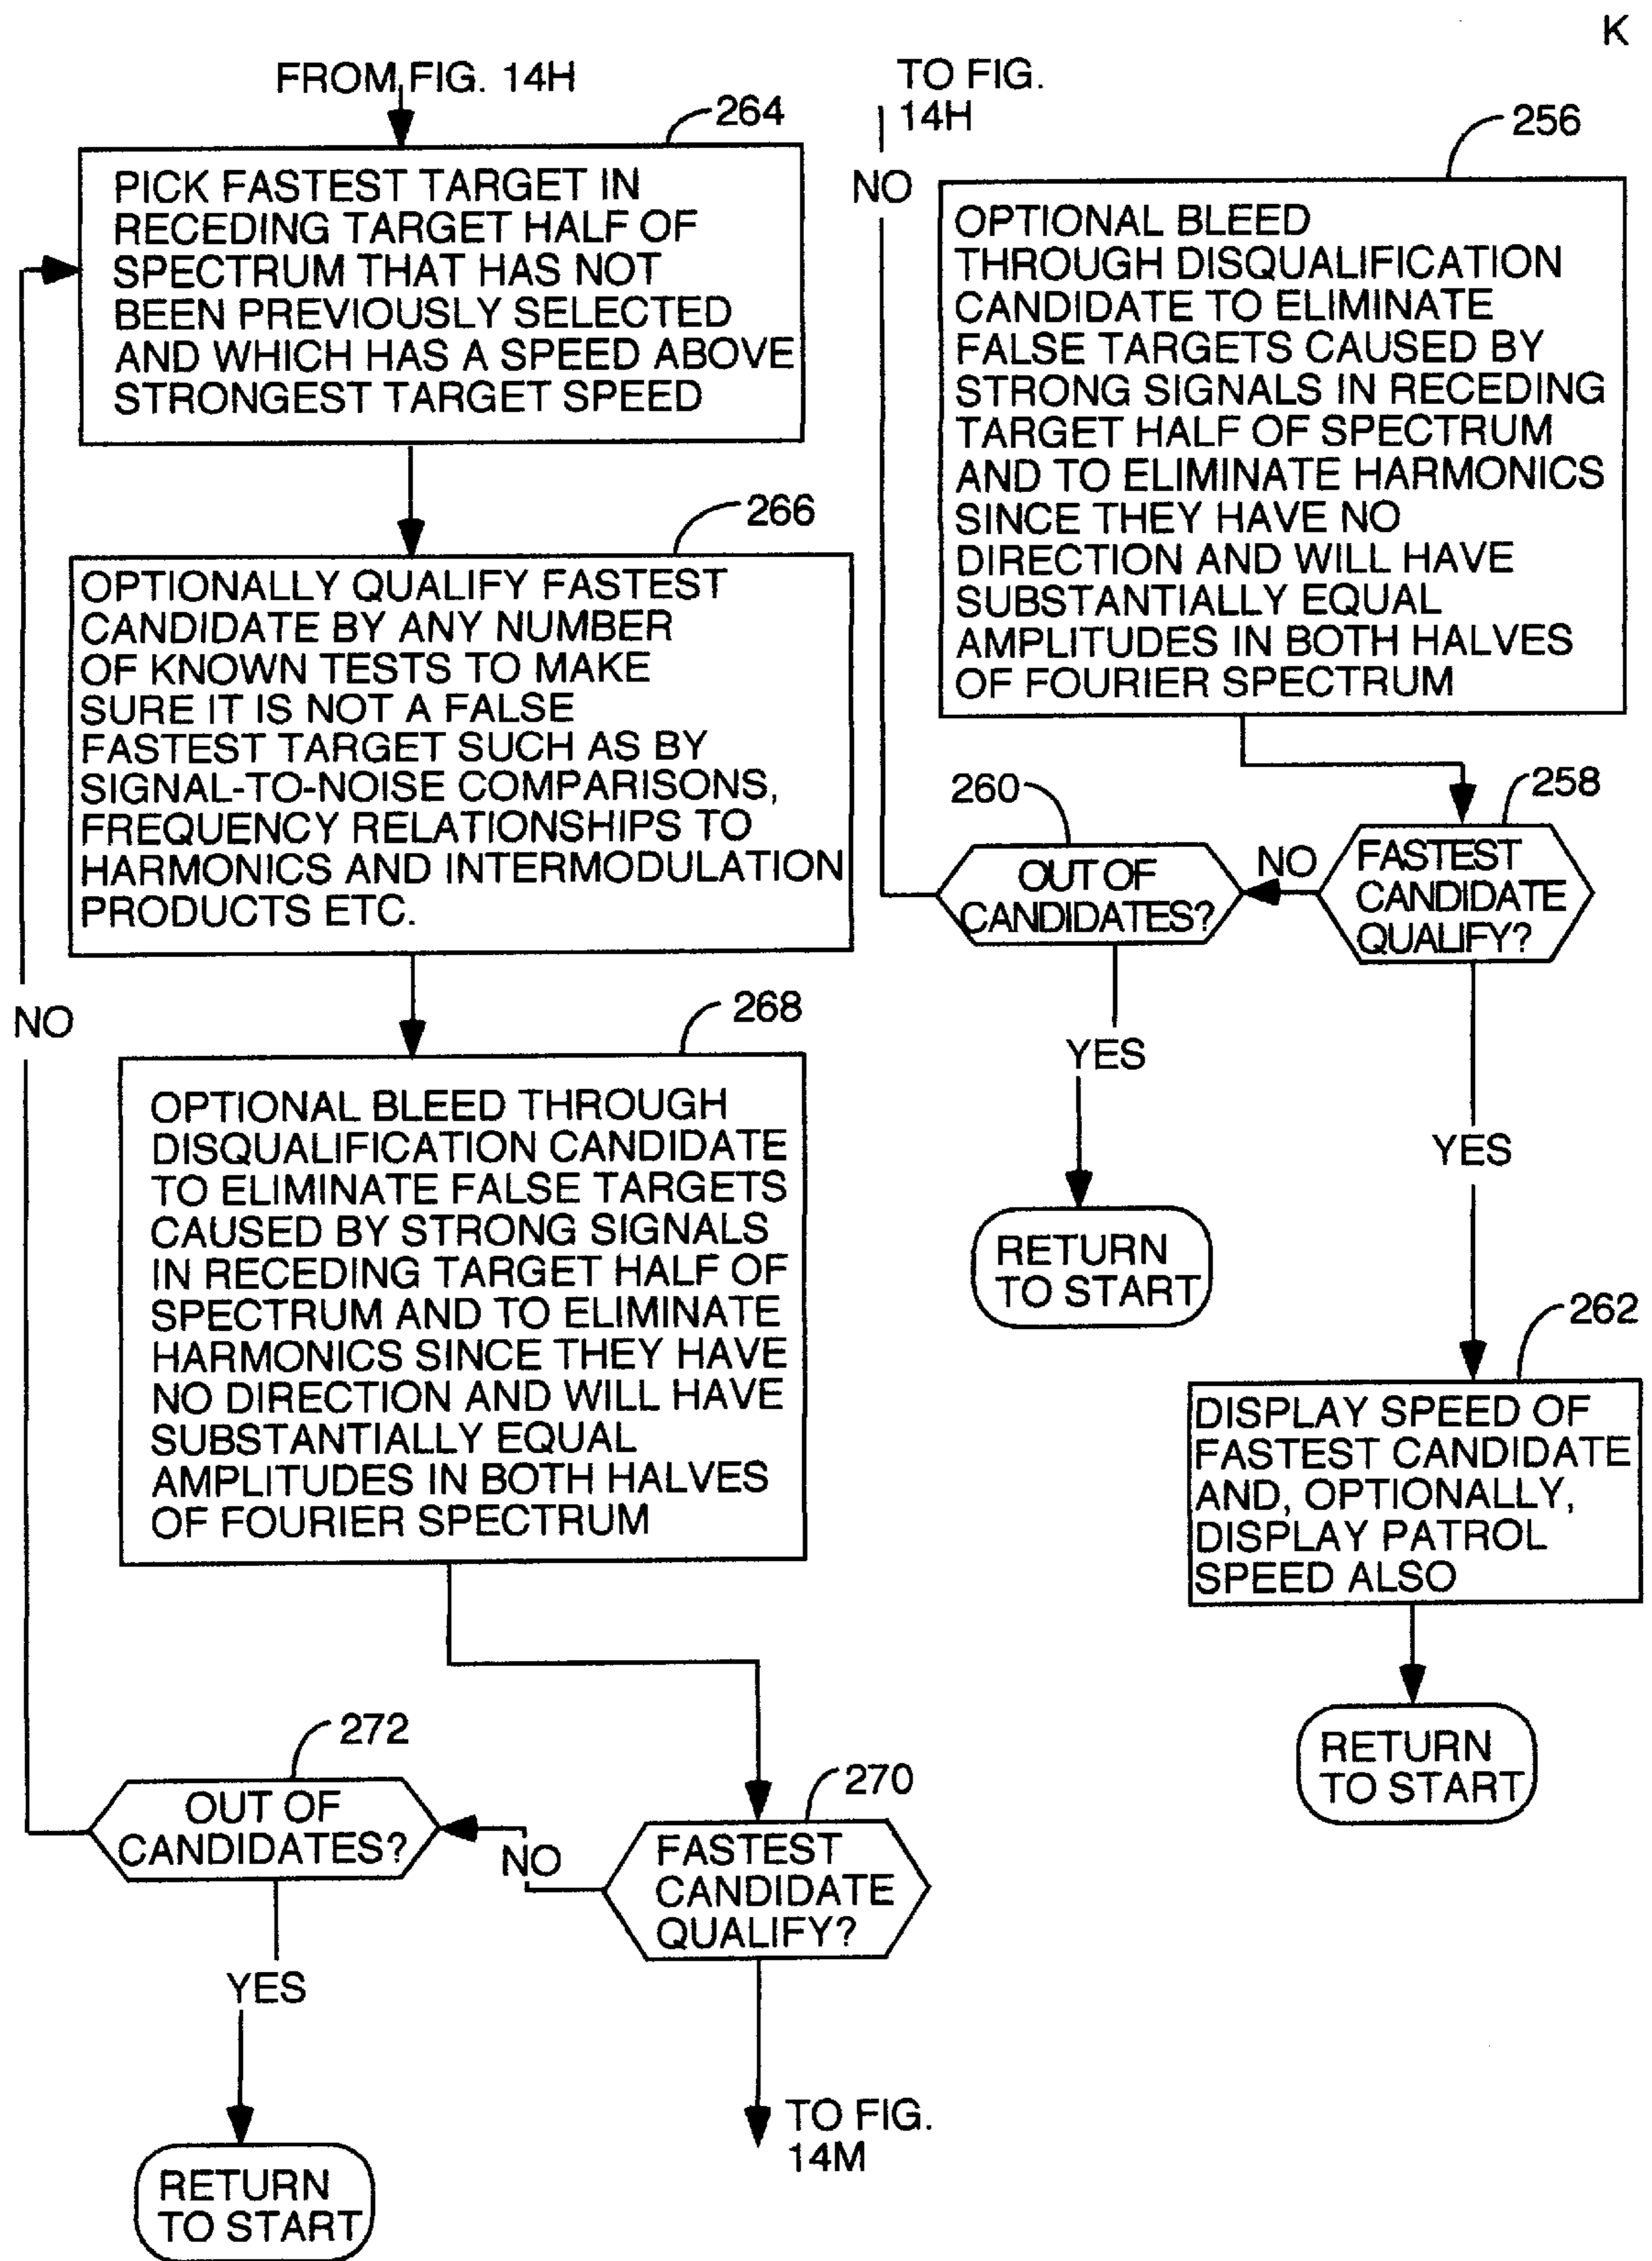 K
FROM FIG. 14H
264
PICK FASTEST TARGET IN
RECEDING TARGET HALF OF
SPECTRUM THAT HAS NOT
BEEN PREVIOUSLY SELECTED
AND WHICH HAS A SPEED ABOVE
STRONGEST TARGET SPEED
266
OPTIONALLY QUALIFY FASTEST
CANDIDATE BY ANY NUMBER
OF KNOWN TESTS TO MAKE
SURE IT IS NOT A FALSE
FASTEST TARGET SUCH AS BY
SIGNAL-TO-NOISE COMPARISONS,
FREQUENCY RELATIONSHIPS TO
HARMONICS AND INTERMODULATION
PRODUCTS ETC.
NO
268
OPTIONAL BLEED THROUGH
DISQUALIFICATION CANDIDATE
TO ELIMINATE FALSE TARGETS
CAUSED BY STRONG SIGNALS
IN RECEDING TARGET HALF OF
SPECTRUM AND TO ELIMINATE
HARMONICS SINCE THEY HAVE
NO DIRECTION AND WILL HAVE
SUBSTANTIALLY EQUAL
AMPLITUDES IN BOTH HALVES
OF FOURIER SPECTRUM
272
OUT OF
CANDIDATES?
NO
270
FASTEST
CANDIDATE
QUALIFY?
YES
RETURN
TO START
TO FIG.
14M
TO FIG.
14H
NO
256
OPTIONAL BLEED
THROUGH DISQUALIFICATION
CANDIDATE TO ELIMINATE
FALSE TARGETS CAUSED BY
STRONG SIGNALS IN RECEDING
TARGET HALF OF SPECTRUM
AND TO ELIMINATE HARMONICS
SINCE THEY HAVE NO
DIRECTION AND WILL HAVE
SUBSTANTIALLY EQUAL
AMPLITUDES IN BOTH HALVES
OF FOURIER SPECTRUM
260
OUT OF
CANDIDATES?
NO
258
FASTEST
CANDIDATE
QUALIFY?
YES
RETURN
TO START
YES
262
DISPLAY SPEED OF
FASTEST CANDIDATE
AND, OPTIONALLY,
DISPLAY PATROL
SPEED ALSO
RETURN
TO START